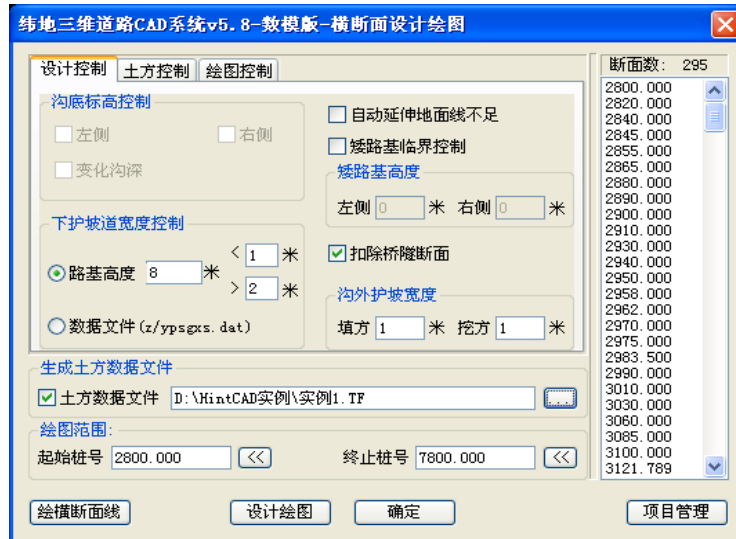 纬地三维道路CAD系统v5.8-数模版-横断面设计绘图
设计控制 土方控制 绘图控制
断面数: 295
沟底标高控制
左侧 右侧
变化沟深
自动延伸地面线不足
矮路基临界控制
矮路基高度
左侧 0 米 右侧 0 米
下护坡道宽度控制
路基高度 8 米 < 1 米
> 2 米
数据文件(z/ypsgxs.dat)
扣除桥隧断面
沟外护坡宽度
填方 1 米 挖方 1 米
生成土方数据文件
土方数据文件 D:\HintCAD实例\实例1.TF ...
绘图范围:
起始桩号 2800.000 << 终止桩号 7800.000 <<
绘横断面线 设计绘图 确定 项目管理
2800.000
2820.000
2840.000
2845.000
2855.000
2865.000
2880.000
2890.000
2900.000
2910.000
2930.000
2940.000
2950.000
2958.000
2962.000
2970.000
2975.000
2983.500
2990.000
3010.000
3030.000
3060.000
3085.000
3100.000
3121.789